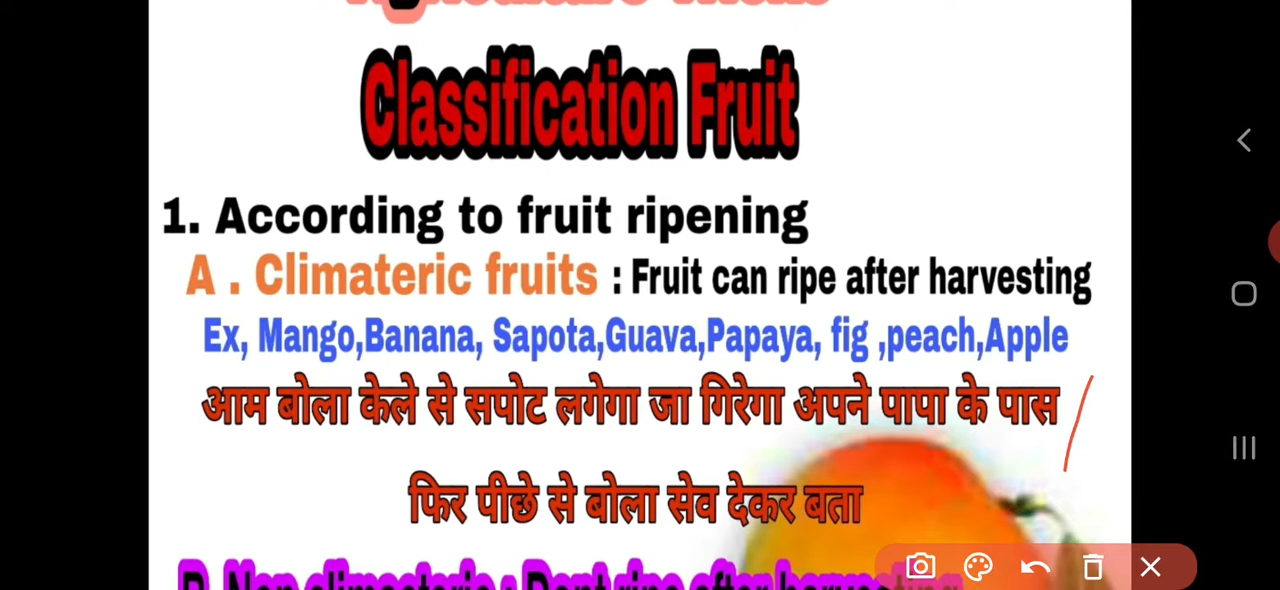 Classification Fruit
1. According to fruit ripening
A . Climateric fruits : Fruit can ripe after harvesting
Ex, Mango,Banana, Sapota,Guava,Papaya, fig ,peach,Apple
आम बोला केले से सपोट लगेगा जा गिरेगा अपने पापा के पास
फिर पीछे से बोला सेव देकर बता